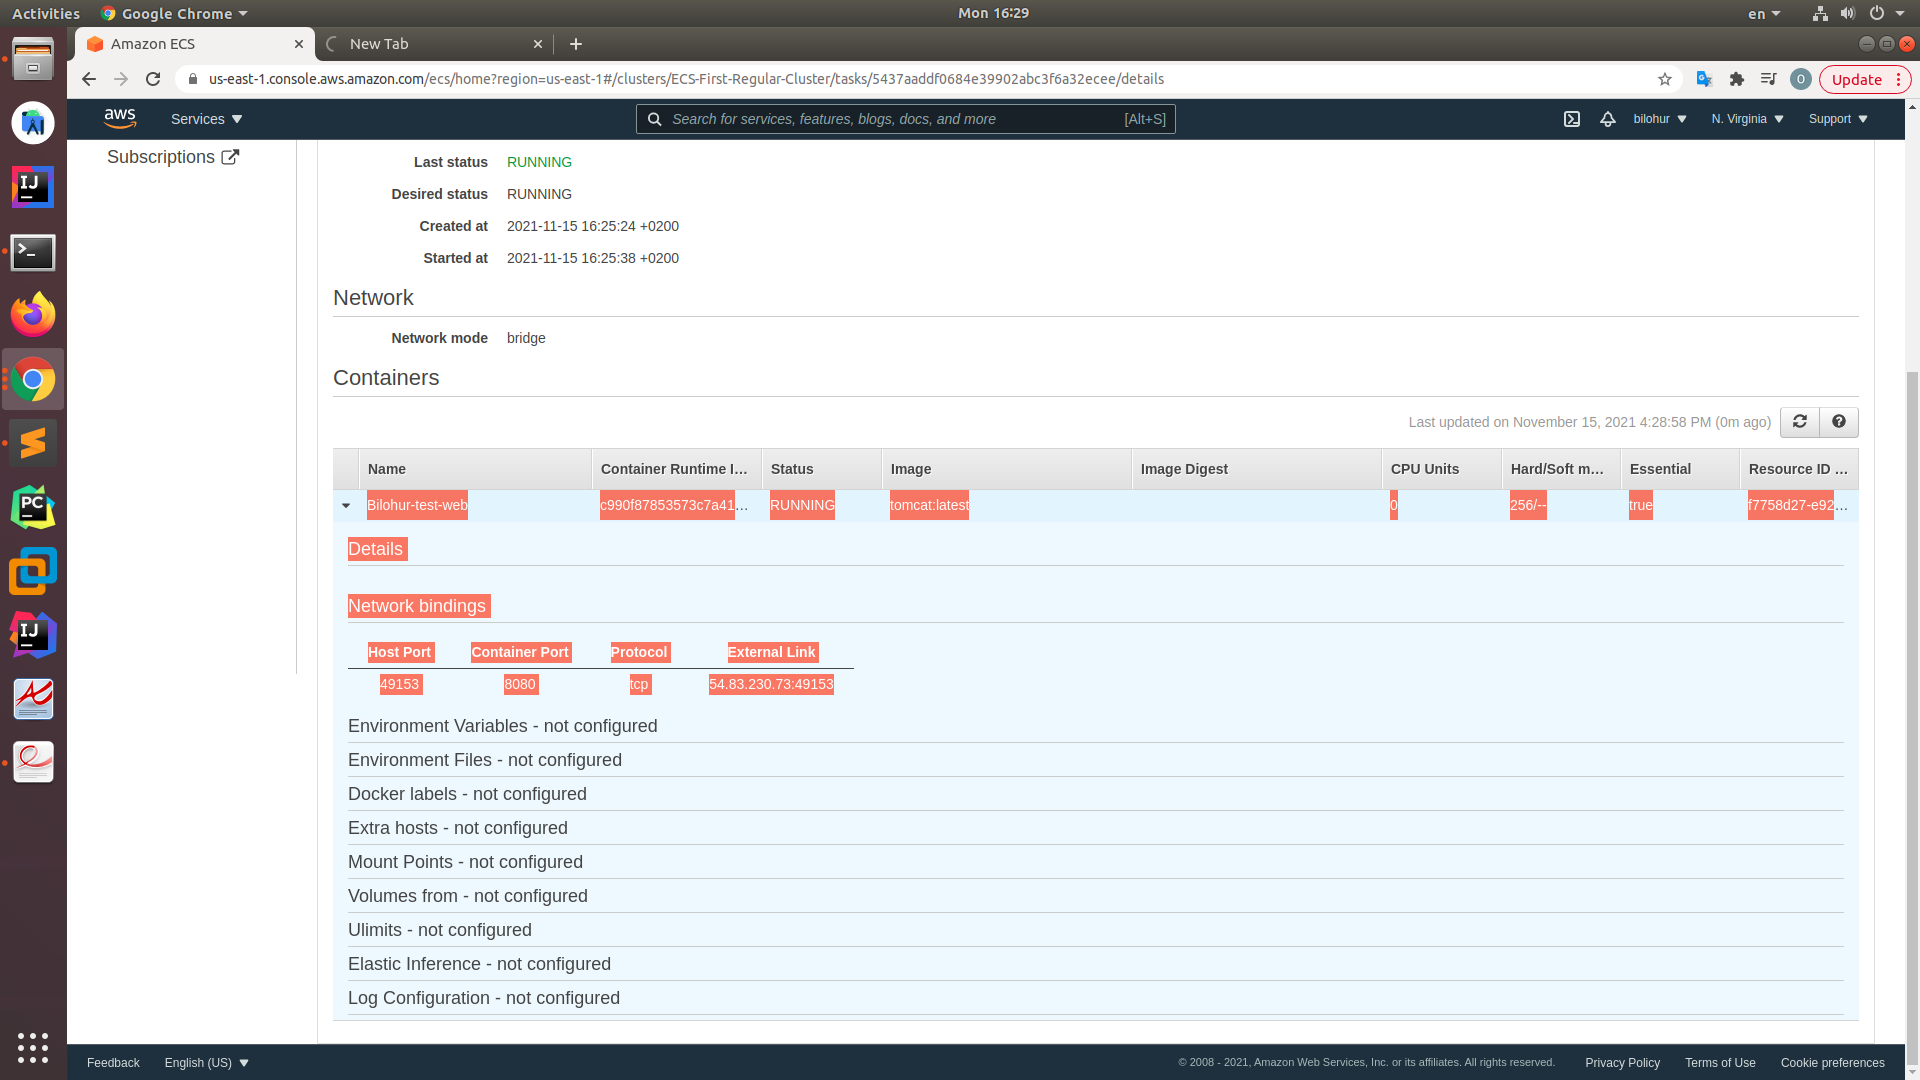 Activities Google Chrome Mon 16:29 en
Amazon ECS New Tab
us-east-1.console.aws.amazon.com/ecs/home?region=us-east-1#/clusters/ECS-First-Regular-Cluster/tasks/5437aaddf0684e39902abc3f6a32ecee/details O Update
aws Services Search for services, features, blogs, docs, and more [Alt+S] bilohur N. Virginia Support
Subscriptions
Last status RUNNING
Desired status RUNNING
Created at 2021-11-15 16:25:24 +0200
Started at 2021-11-15 16:25:38 +0200
Network
Network mode bridge
Containers
Last updated on November 15, 2021 4:28:58 PM (0m ago)
Name Container Runtime I... Status Image Image Digest CPU Units Hard/Soft m... Essential Resource ID ...
Bilohur-test-web c990f87853573c7a41... RUNNING tomcat:latest 0 256/-- true f7758d27-e92...
Details
Network bindings
Host Port Container Port Protocol External Link
49153 8080 tcp 54.83.230.73:49153
Environment Variables - not configured
Environment Files - not configured
Docker labels - not configured
Extra hosts - not configured
Mount Points - not configured
Volumes from - not configured
Ulimits - not configured
Elastic Inference - not configured
Log Configuration - not configured
Feedback English (US) © 2008 - 2021, Amazon Web Services, Inc. or its affiliates. All rights reserved. Privacy Policy Terms of Use Cookie preferences